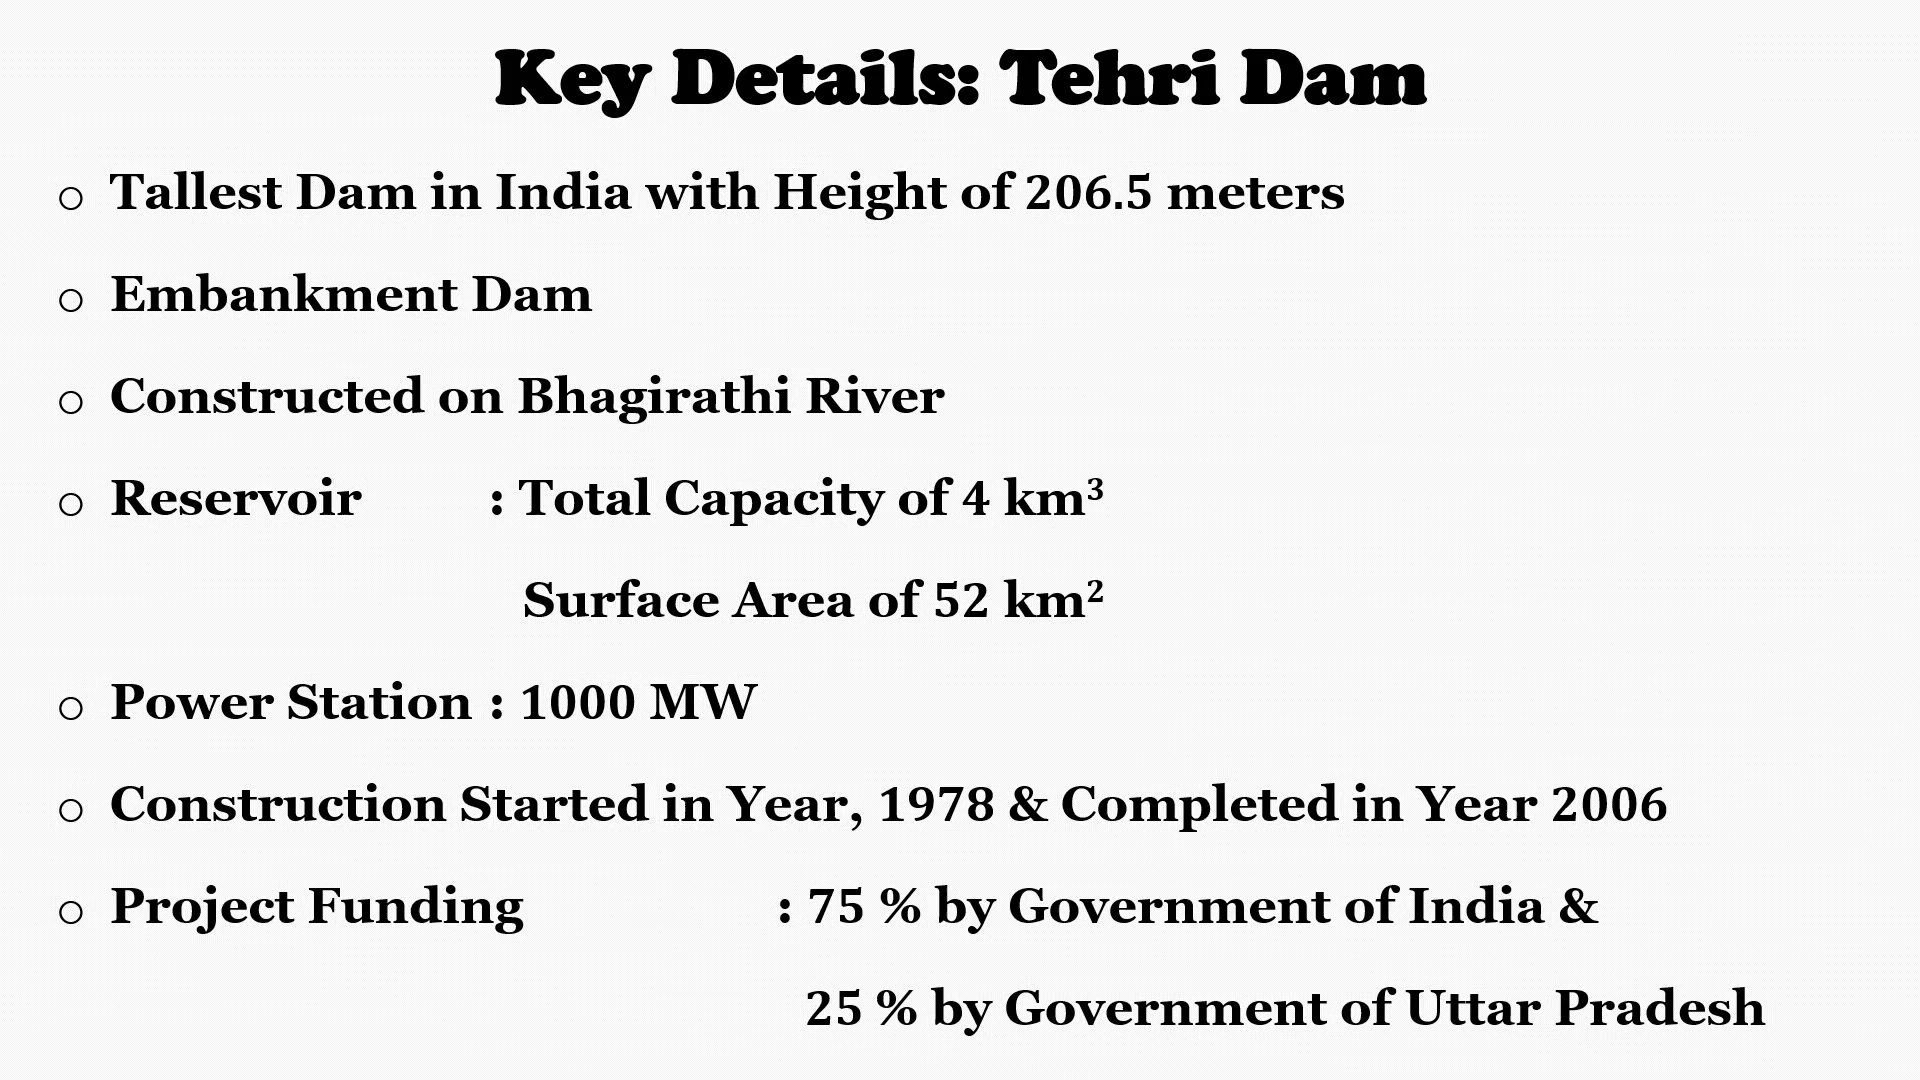 Key Details: Tehri Dam
○ Tallest Dam in India with Height of 206.5 meters
○ Embankment Dam
○ Constructed on Bhagirathi River
○ Reservoir : Total Capacity of 4 km³
Surface Area of 52 km²
○ Power Station : 1000 MW
○ Construction Started in Year, 1978 & Completed in Year 2006
○ Project Funding : 75 % by Government of India &
25 % by Government of Uttar Pradesh